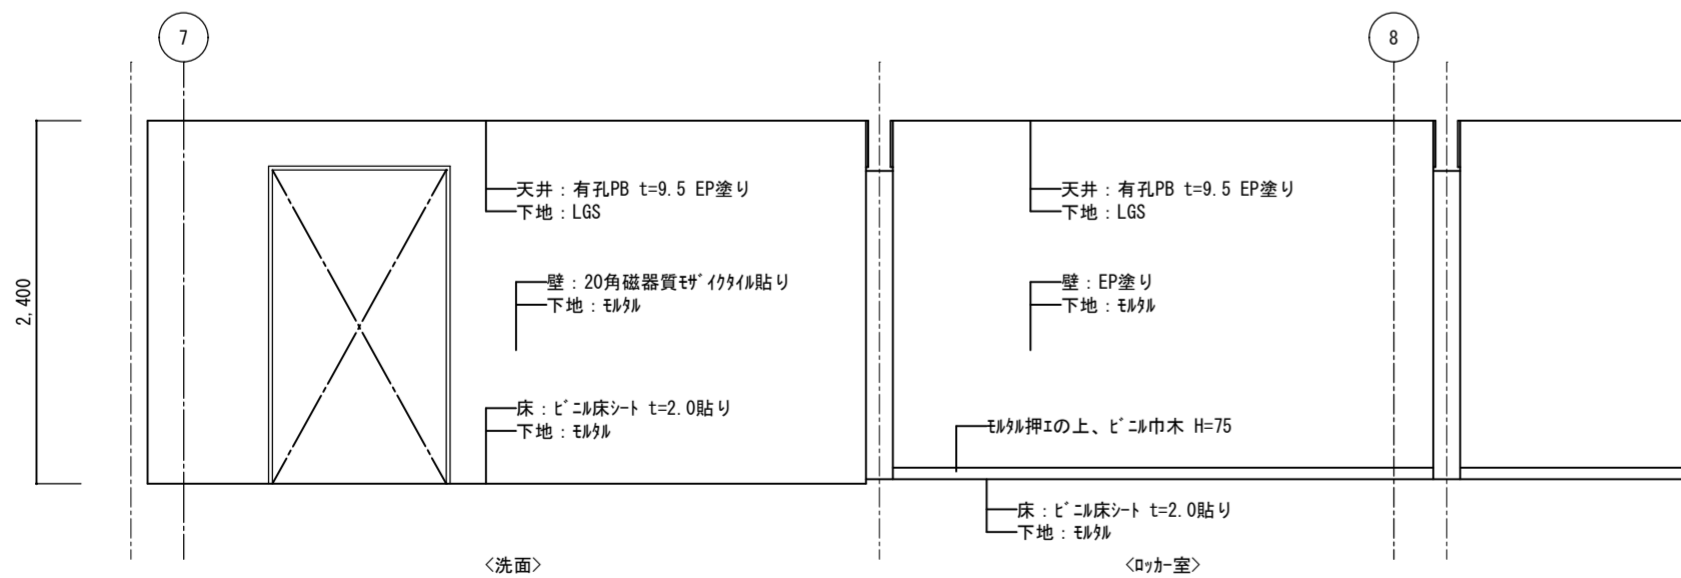 7
8
2,400
天井：有孔PB t=9.5 EP塗り
下地：LGS
壁：20角磁器質ﾓｻﾞｲｸﾀｲﾙ貼り
下地：ﾓﾙﾀﾙ
床：ﾋﾞﾆﾙ床ｼｰﾄ t=2.0貼り
下地：ﾓﾙﾀﾙ
<洗面>
天井：有孔PB t=9.5 EP塗り
下地：LGS
壁：EP塗り
下地：ﾓﾙﾀﾙ
ﾓﾙﾀﾙ押ｴの上、ﾋﾞﾆﾙ巾木 H=75
床：ﾋﾞﾆﾙ床ｼｰﾄ t=2.0貼り
下地：ﾓﾙﾀﾙ
<ﾛｯｶｰ室>